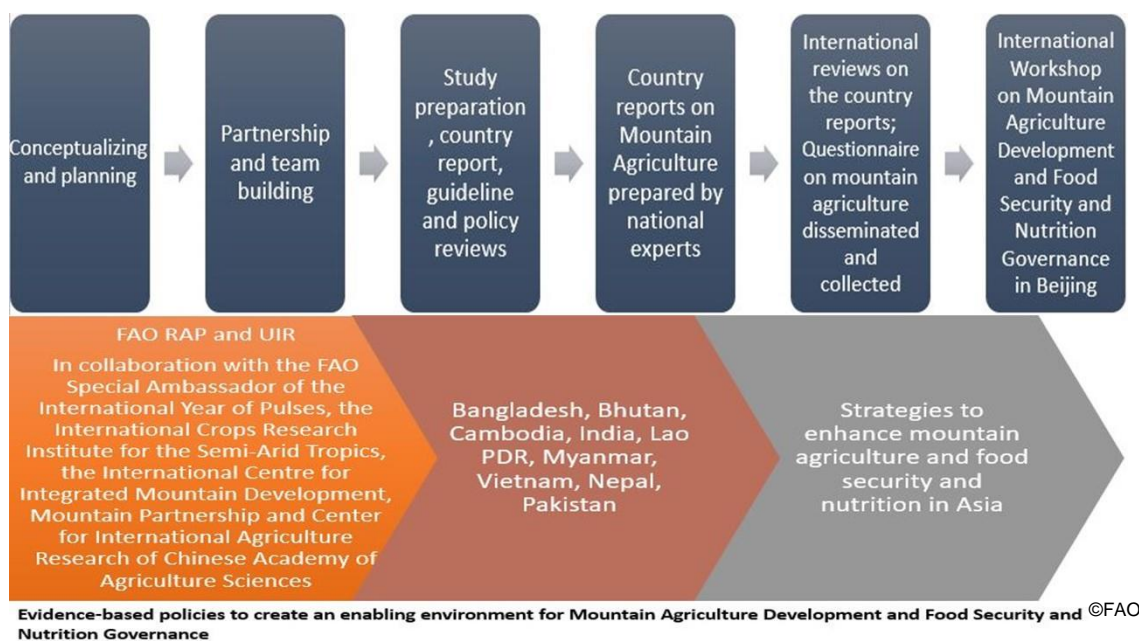 Conceptualizing
and planning
Partnership
and team
building
Study
preparation
, country
report,
guideline
and policy
reviews
Country
reports on
Mountain
Agriculture
prepared by
national
experts
International
reviews on
the country
reports;
Questionnaire
on mountain
agriculture
disseminated
and
collected
International
Workshop
on Mountain
Agriculture
Development
and Food
Security and
Nutrition
Governance
in Beijing
FAO RAP and UIR
In collaboration with the FAO
Special Ambassador of the
International Year of Pulses, the
International Crops Research
Institute for the Semi-Arid Tropics,
the International Centre for
Integrated Mountain Development,
Mountain Partnership and Center
for International Agriculture
Research of Chinese Academy of
Agriculture Sciences
Bangladesh, Bhutan,
Cambodia, India, Lao
PDR, Myanmar,
Vietnam, Nepal,
Pakistan
Strategies to
enhance mountain
agriculture and food
security and
nutrition in Asia
Evidence-based policies to create an enabling environment for Mountain Agriculture Development and Food Security and
Nutrition Governance
©FAO